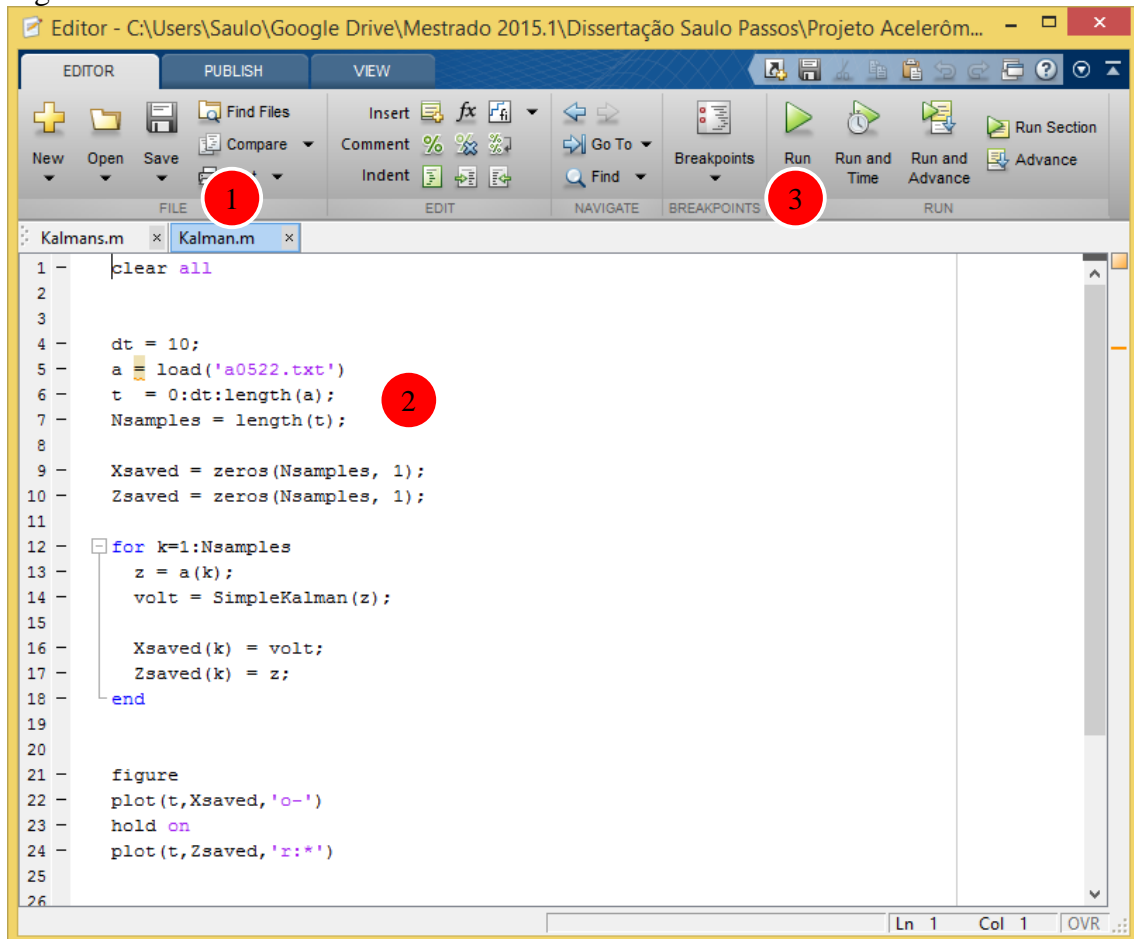 Editor - C:\Users\Saulo\Google Drive\Mestrado 2015.1\Dissertação Saulo Passos\Projeto Acelerôm...
EDITOR PUBLISH VIEW
Find Files Insert fx
New Open Save Compare Comment Go To Breakpoints Run Run and Time Run and Advance Run Section
Indent Find Advance
1 3
FILE EDIT NAVIGATE BREAKPOINTS RUN
Kalmans.m × Kalman.m ×
1 – clear all
2
3
4 – dt = 10;
5 – a = load('a0522.txt')
6 – t  = 0:dt:length(a);
2
7 – Nsamples = length(t);
8
9 – Xsaved = zeros(Nsamples, 1);
10 – Zsaved = zeros(Nsamples, 1);
11
12 – for k=1:Nsamples
13 – z = a(k);
14 – volt = SimpleKalman(z);
15
16 – Xsaved(k) = volt;
17 – Zsaved(k) = z;
18 – end
19
20
21 – figure
22 – plot(t,Xsaved,'o-')
23 – hold on
24 – plot(t,Zsaved,'r:*')
25
26
Ln 1 Col 1 OVR